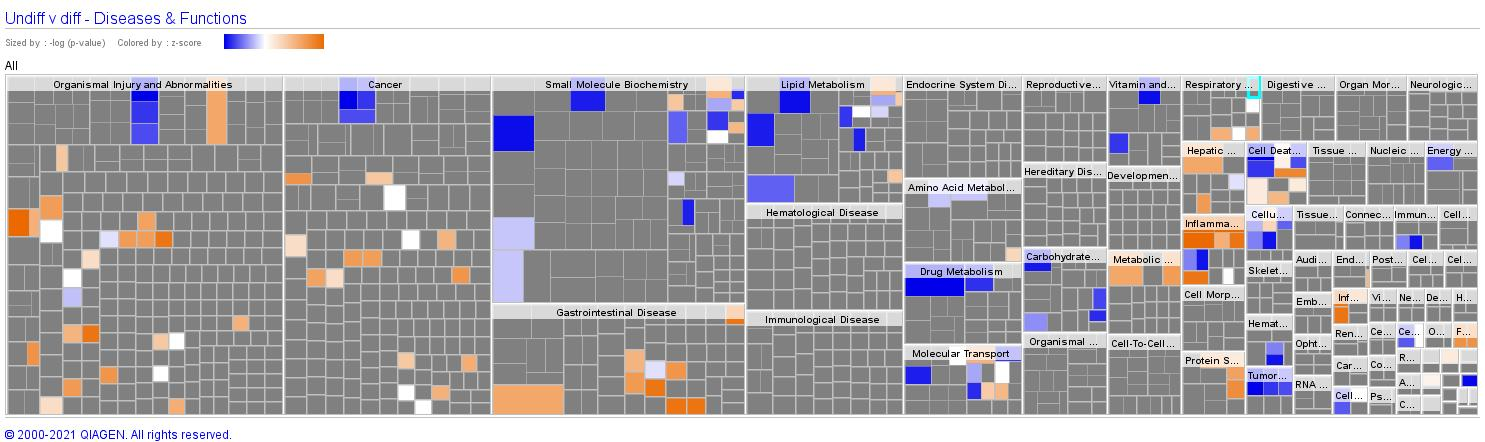 Undiff v diff - Diseases & Functions
Sized by : -log (p-value) Colored by : z-score
All
Organismal Injury and Abnormalities
Cancer
Small Molecule Biochemistry
Lipid Metabolism
Endocrine System Di...
Reproductive...
Vitamin and...
Respiratory ...
Digestive ...
Organ Mor...
Neurologic...
Hepatic ...
Cell Deat...
Tissue ...
Nucleic ...
Energy ...
Hereditary Dis...
Developmen...
Amino Acid Metabol...
Hematological Disease
Inflamma...
Cellu...
Tissue...
Connec...
Immun...
Cell...
Carbohydrate...
Metabolic ...
Drug Metabolism
Skelet...
Audi...
End...
Post...
Cel...
Cel...
Cell Morp...
Emb...
Inf...
Vi...
Ne...
De...
H...
Gastrointestinal Disease
Immunological Disease
Hemat...
Ren...
Ce...
Ce...
O...
F...
Organismal ...
Cell-To-Cell...
Opht...
Molecular Transport
Protein S...
R...
Car...
Co...
Tumor...
RNA ...
A...
Cell...
Ps...
C...
© 2000-2021 QIAGEN. All rights reserved.